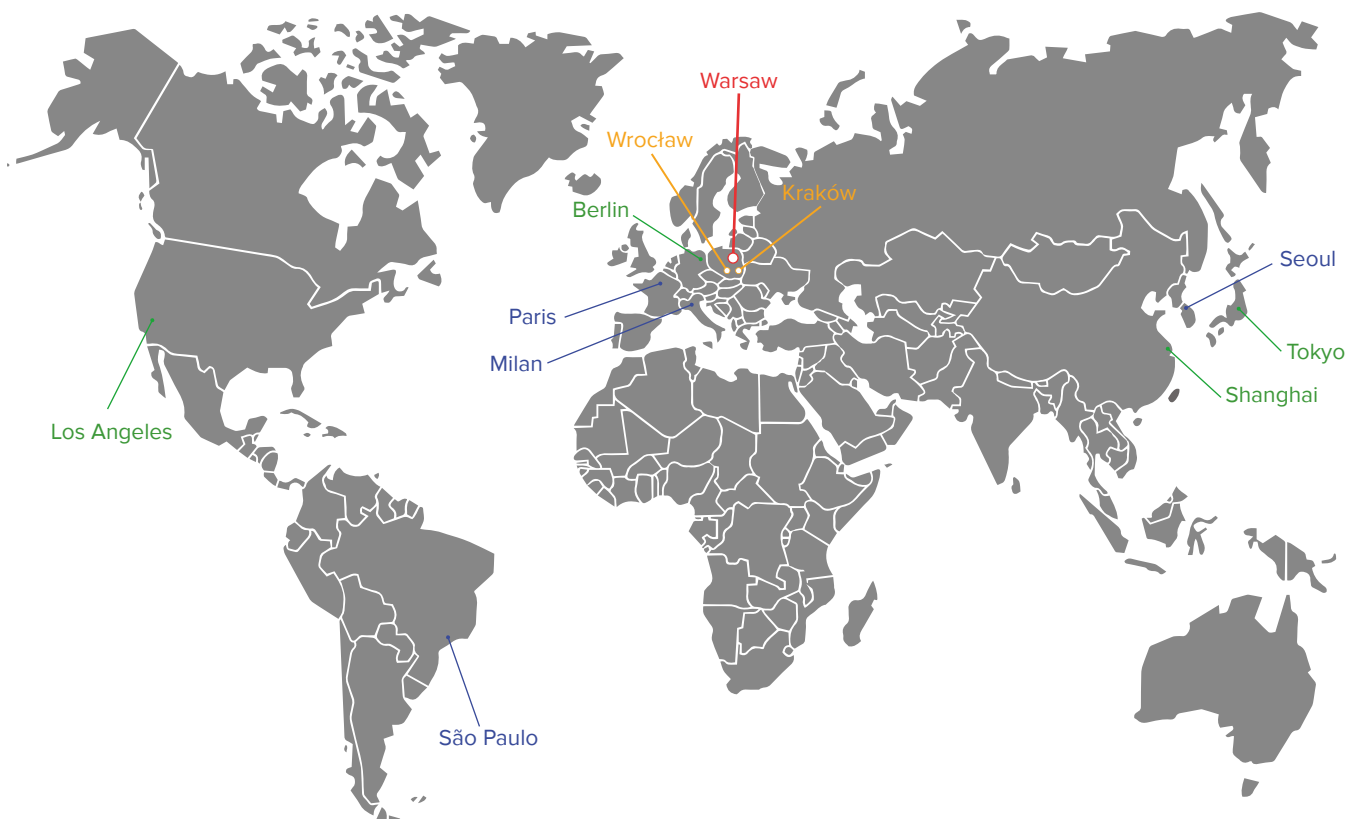 Warsaw
Wrocław
Kraków
Berlin
Seoul
Paris
Tokyo
Milan
Shanghai
Los Angeles
São Paulo